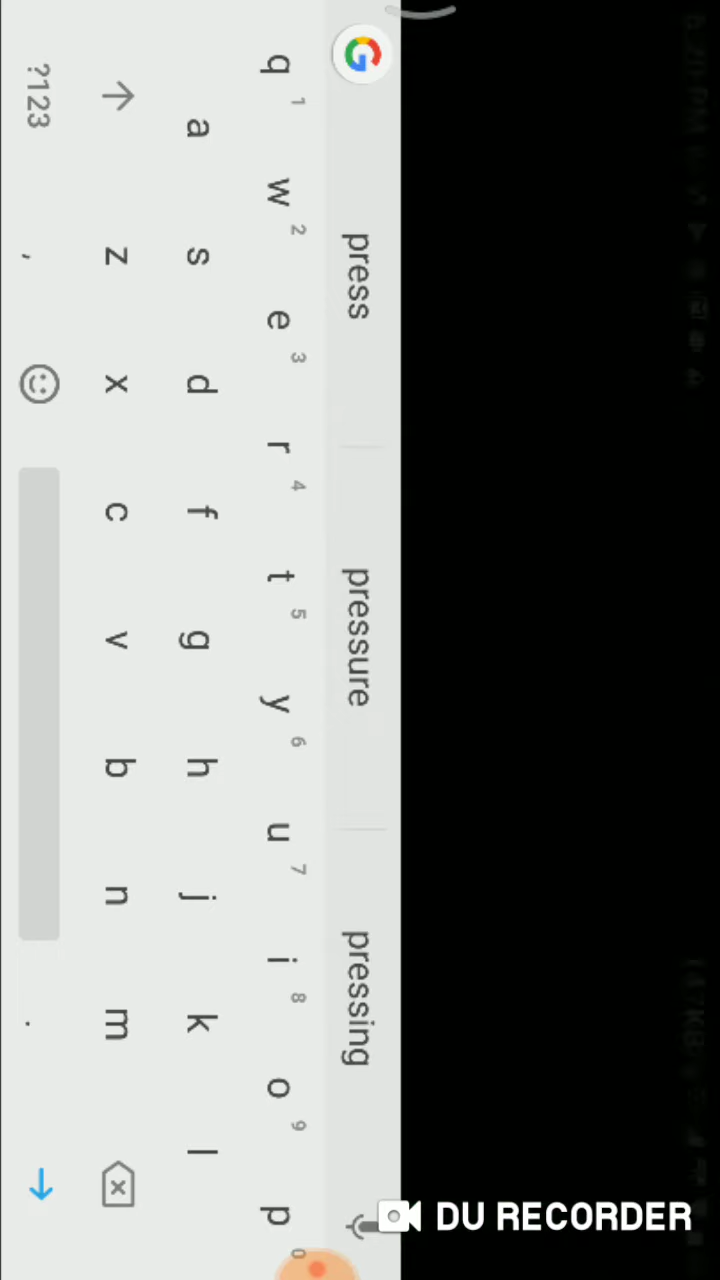 press pressure pressing
q 1 w 2 e 3 r 4 t 5 y 6 u 7 i 8 o 9 p 0
a s d f g h j k l
z x c v b n m
?123 , .
DU RECORDER